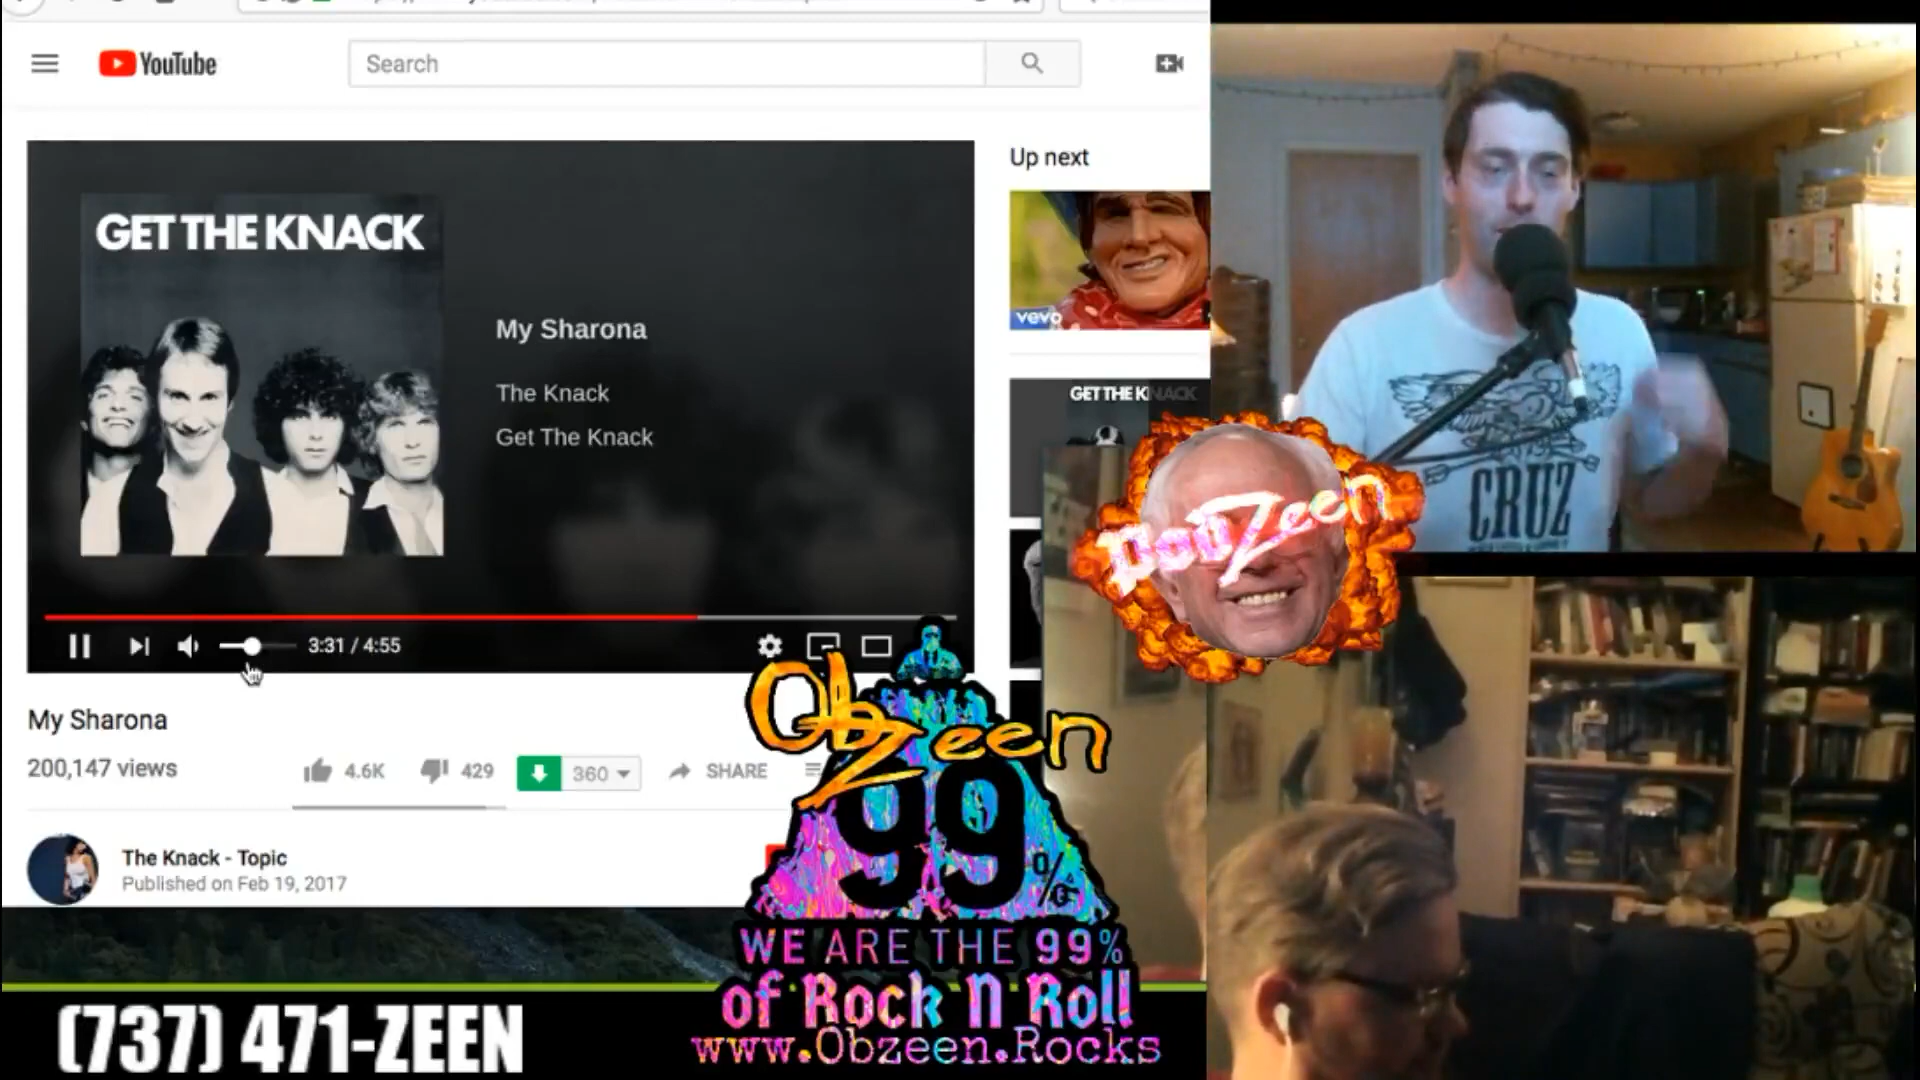 YouTube
Search
GET THE KNACK
My Sharona
The Knack
Get The Knack
3:31 / 4:55
Up next
vevo
GET THE KNACK
My Sharona
200,147 views
4.6K
429
360
SHARE
The Knack - Topic
Published on Feb 19, 2017
CRUZ
PodZeen
ObZeen
99%
WE ARE THE 99%
of Rock N Roll
www.Obzeen.Rocks
(737) 471-ZEEN